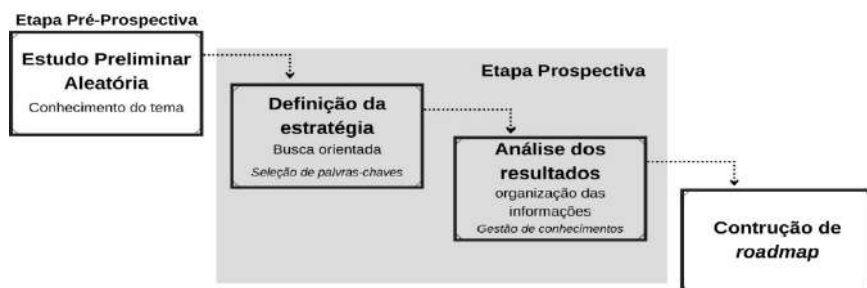 Etapa Pré-Prospectiva
Estudo Preliminar
Aleatória
Conhecimento do tema
Etapa Prospectiva
Definição da
estratégia
Busca orientada
Seleção de palvras-chaves
Análise dos
resultados
organização das
informações
Gestão de conhecimentos
Contrução de
roadmap